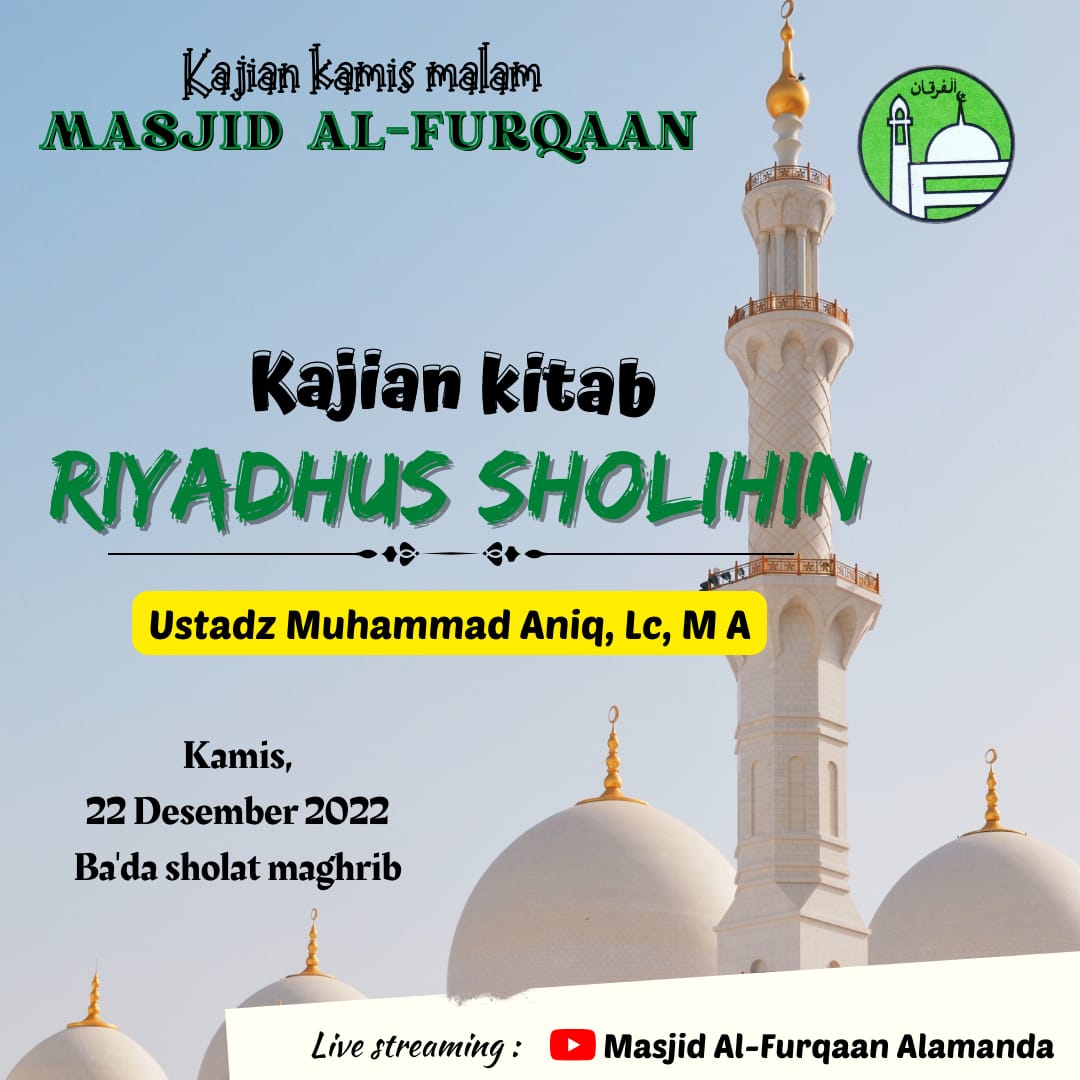 Kajian kamis malam
MASJID AL-FURQAAN
الفرقان
Kajian kitab
RIYADHUS SHOLIHIN
Ustadz Muhammad Aniq, Lc, M A
Kamis,
22 Desember 2022
Ba'da sholat maghrib
Live streaming :
Masjid Al-Furqaan Alamanda